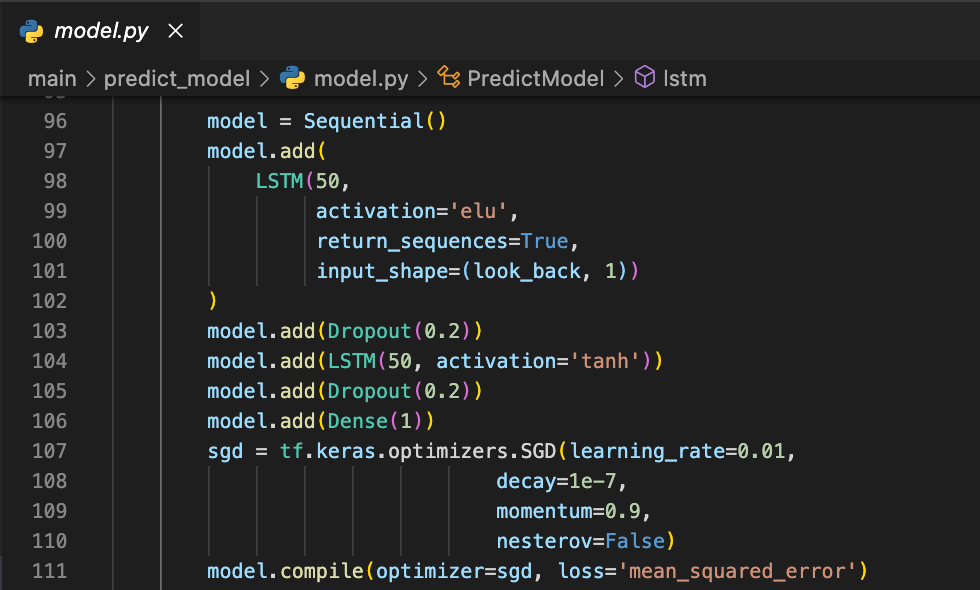 model.py
main > predict_model > model.py > PredictModel > lstm
96 model = Sequential()
97 model.add(
98 LSTM(50,
99 activation='elu',
100 return_sequences=True,
101 input_shape=(look_back, 1))
102 )
103 model.add(Dropout(0.2))
104 model.add(LSTM(50, activation='tanh'))
105 model.add(Dropout(0.2))
106 model.add(Dense(1))
107 sgd = tf.keras.optimizers.SGD(learning_rate=0.01,
108 decay=1e-7,
109 momentum=0.9,
110 nesterov=False)
111 model.compile(optimizer=sgd, loss='mean_squared_error')